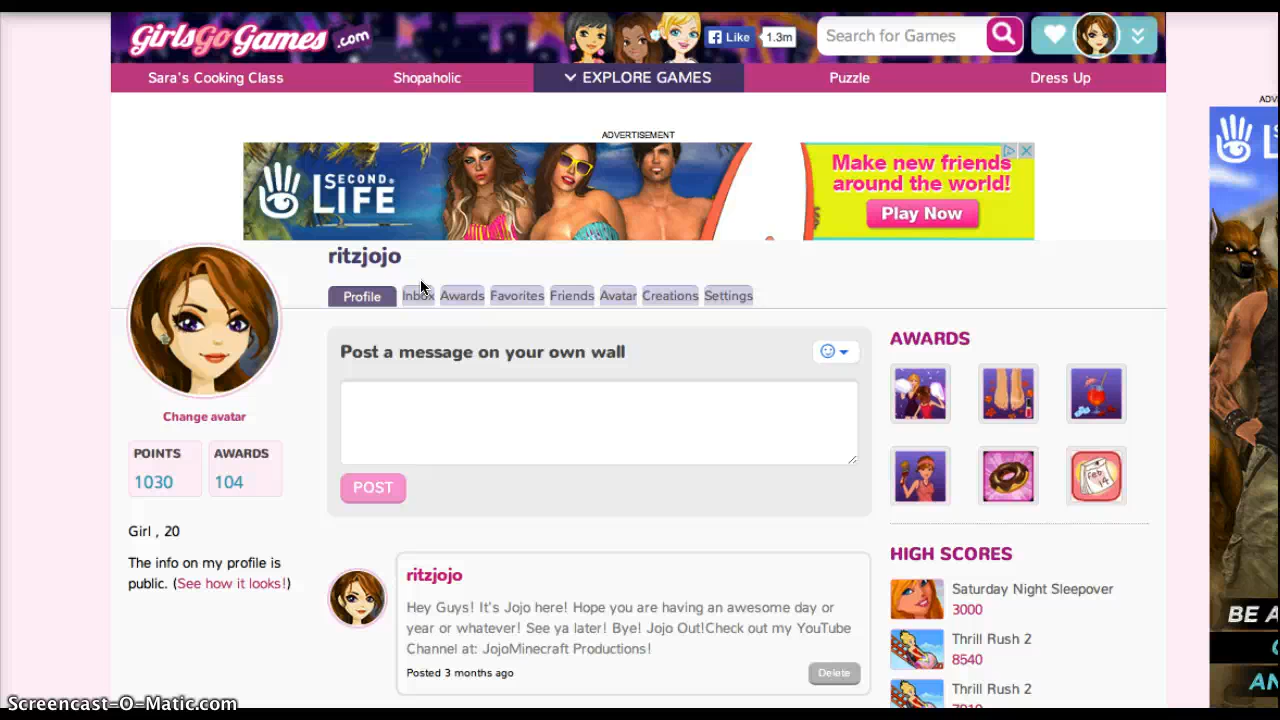 GirlsGoGames.com
Like
1.3m
Search for Games
Sara's Cooking Class
Shopaholic
EXPLORE GAMES
Puzzle
Dress Up
ADVERTISEMENT
SECOND LIFE
Make new friends
around the world!
Play Now
ritzjojo
Profile
Inbox
Awards
Favorites
Friends
Avatar
Creations
Settings
Change avatar
POINTS
1030
AWARDS
104
Girl , 20
The info on my profile is
public. (See how it looks!)
Post a message on your own wall
POST
ritzjojo
Hey Guys! It's Jojo here! Hope you are having an awesome day or
year or whatever! See ya later! Bye! Jojo Out!Check out my YouTube
Channel at: JojoMinecraft Productions!
Posted 3 months ago
Delete
AWARDS
Feb
14
HIGH SCORES
Saturday Night Sleepover
3000
Thrill Rush 2
8540
Thrill Rush 2
ADV
BE A
AN
Screencast-O-Matic.com